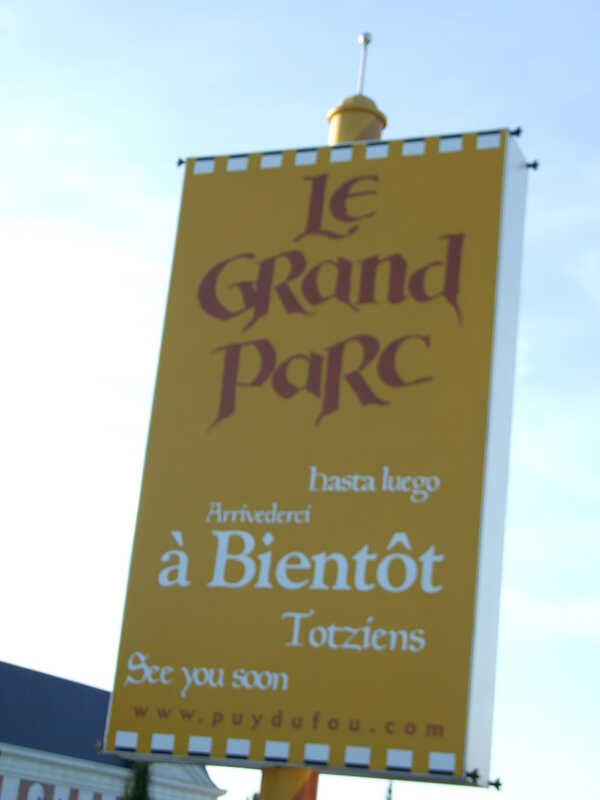 Le
Grand
Parc
hasta luego
Arrivederci
à Bientôt
Totziens
See you soon
www.puydufou.com